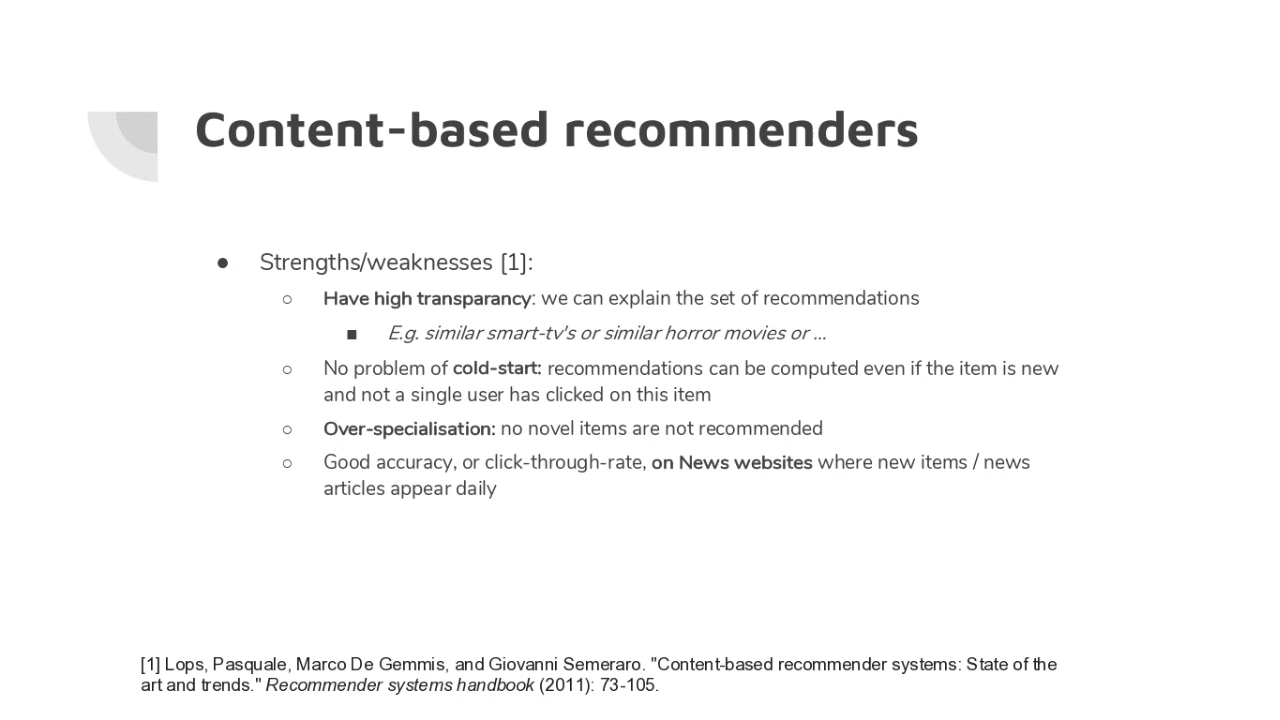 Content-based recommenders
● Strengths/weaknesses [1]:
○ Have high transparancy: we can explain the set of recommendations
■ E.g. similar smart-tv's or similar horror movies or ...
○ No problem of cold-start: recommendations can be computed even if the item is new
and not a single user has clicked on this item
○ Over-specialisation: no novel items are not recommended
○ Good accuracy, or click-through-rate, on News websites where new items / news
articles appear daily
[1] Lops, Pasquale, Marco De Gemmis, and Giovanni Semeraro. "Content-based recommender systems: State of the
art and trends." Recommender systems handbook (2011): 73-105.